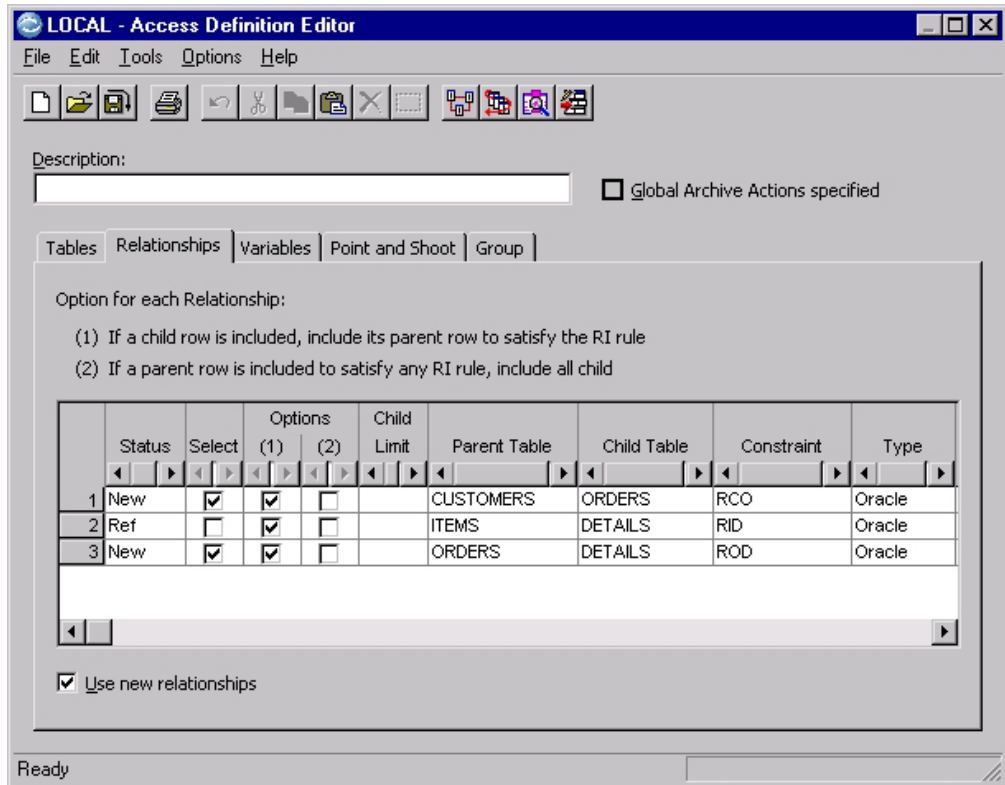 LOCAL - Access Definition Editor
File Edit Tools Options Help
Description:
Global Archive Actions specified
Tables Relationships Variables Point and Shoot Group
Option for each Relationship:
(1) If a child row is included, include its parent row to satisfy the RI rule
(2) If a parent row is included to satisfy any RI rule, include all child
Options Child
Status Select (1) (2) Limit Parent Table Child Table Constraint Type
1 New CUSTOMERS ORDERS RCO Oracle
2 Ref ITEMS DETAILS RID Oracle
3 New ORDERS DETAILS ROD Oracle
Use new relationships
Ready